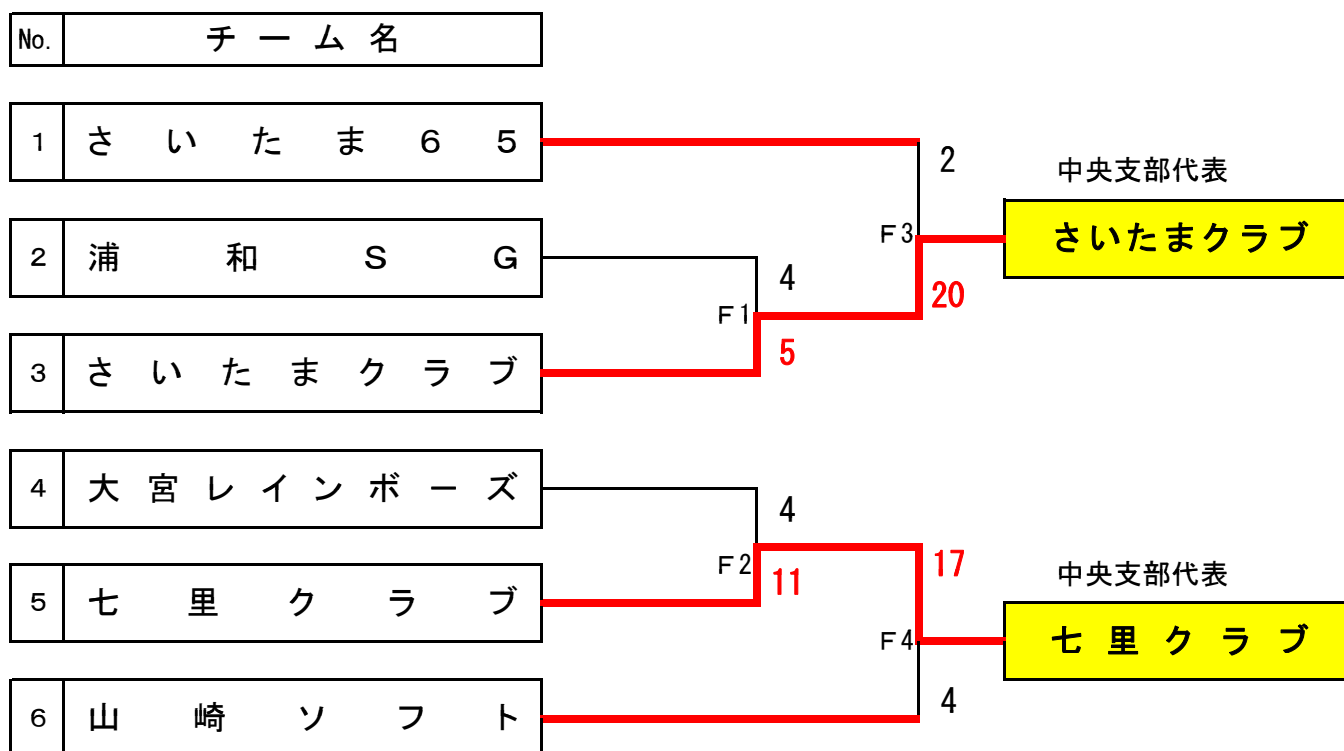 No. チーム名
1 さいたま６５
2
中央支部代表
F3
さいたまクラブ
2 浦和ＳＧ
4
20
F1
5
3 さいたまクラブ
4 大宮レインボーズ
4
F2
17
11
中央支部代表
5 七里クラブ
F4
七里クラブ
4
6 山崎ソフト